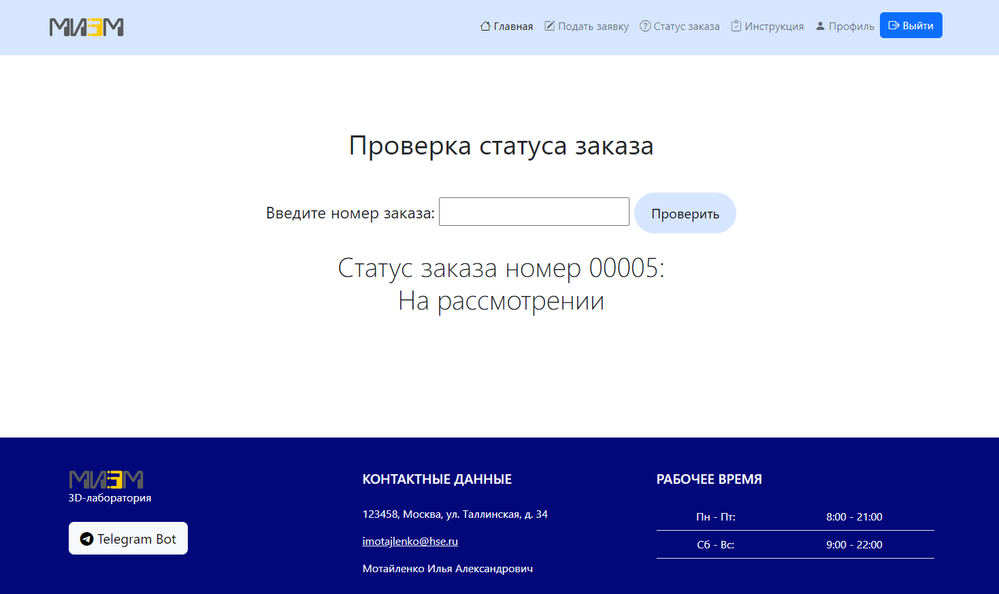 МИЭМ
Главная
Подать заявку
Статус заказа
Инструкция
Профиль
Выйти
Проверка статуса заказа
Введите номер заказа:
Проверить
Статус заказа номер 00005:
На рассмотрении
МИЭМ
3D-лаборатория
Telegram Bot
КОНТАКТНЫЕ ДАННЫЕ
123458, Москва, ул. Таллинская, д. 34
imotajlenko@hse.ru
Мотайленко Илья Александрович
РАБОЧЕЕ ВРЕМЯ
Пн - Пт: 8:00 - 21:00
Сб - Вс: 9:00 - 22:00